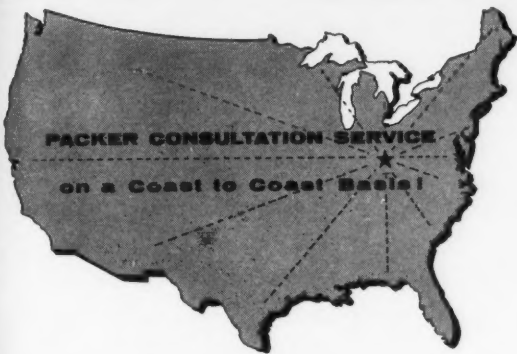 PACKER CONSULTATION SERVICE
on a Coast to Coast Basis!